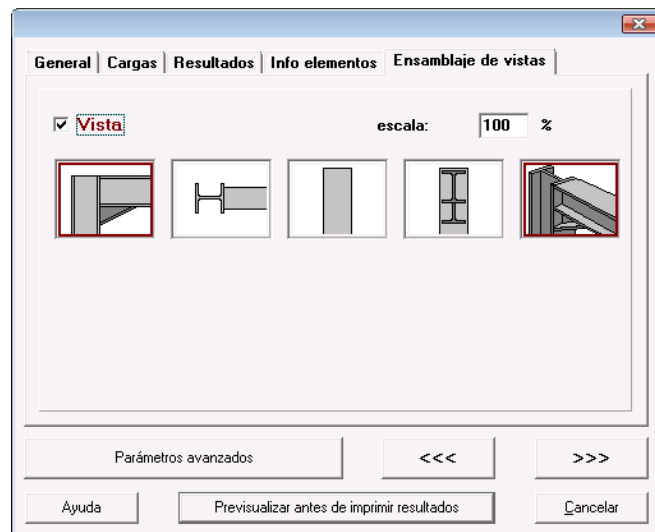 General Cargas Resultados Info elementos Ensamblaje de vistas
Vista escala: 100 %
Parámetros avanzados <<< >>>
Ayuda Previsualizar antes de imprimir resultados Cancelar